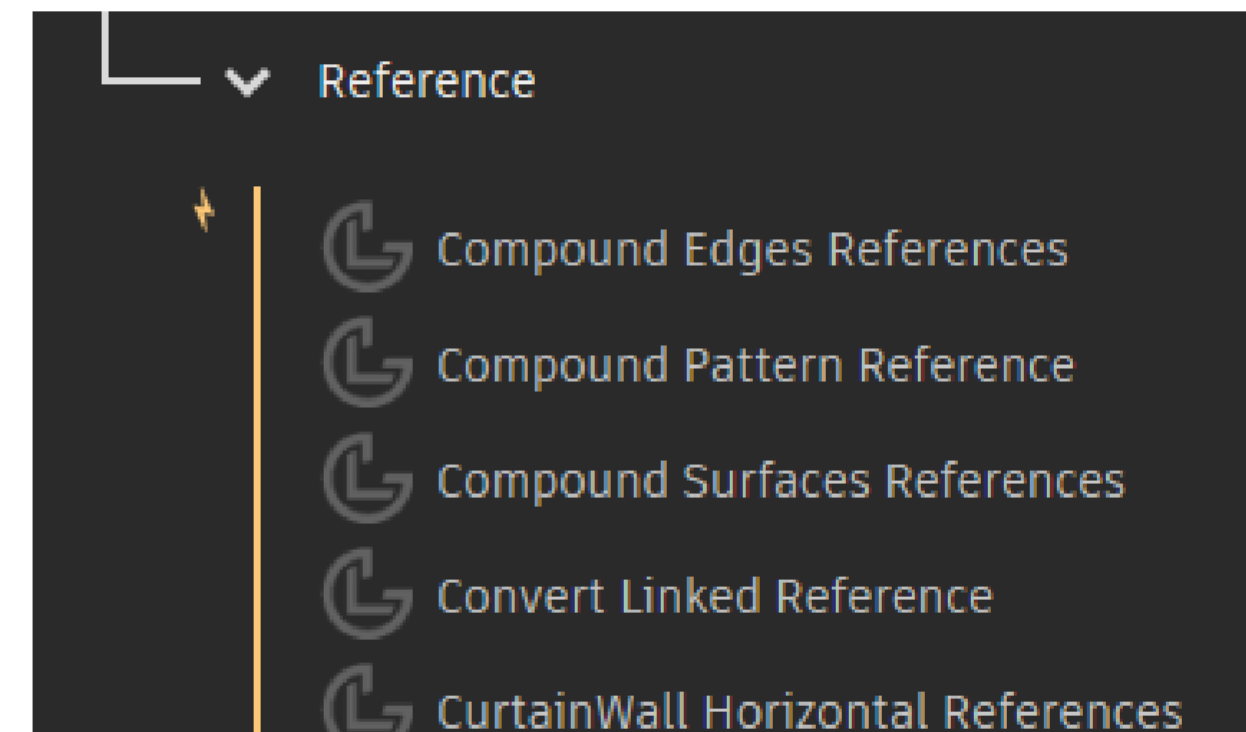 Reference
Compound Edges References
Compound Pattern Reference
Compound Surfaces References
Convert Linked Reference
CurtainWall Horizontal References